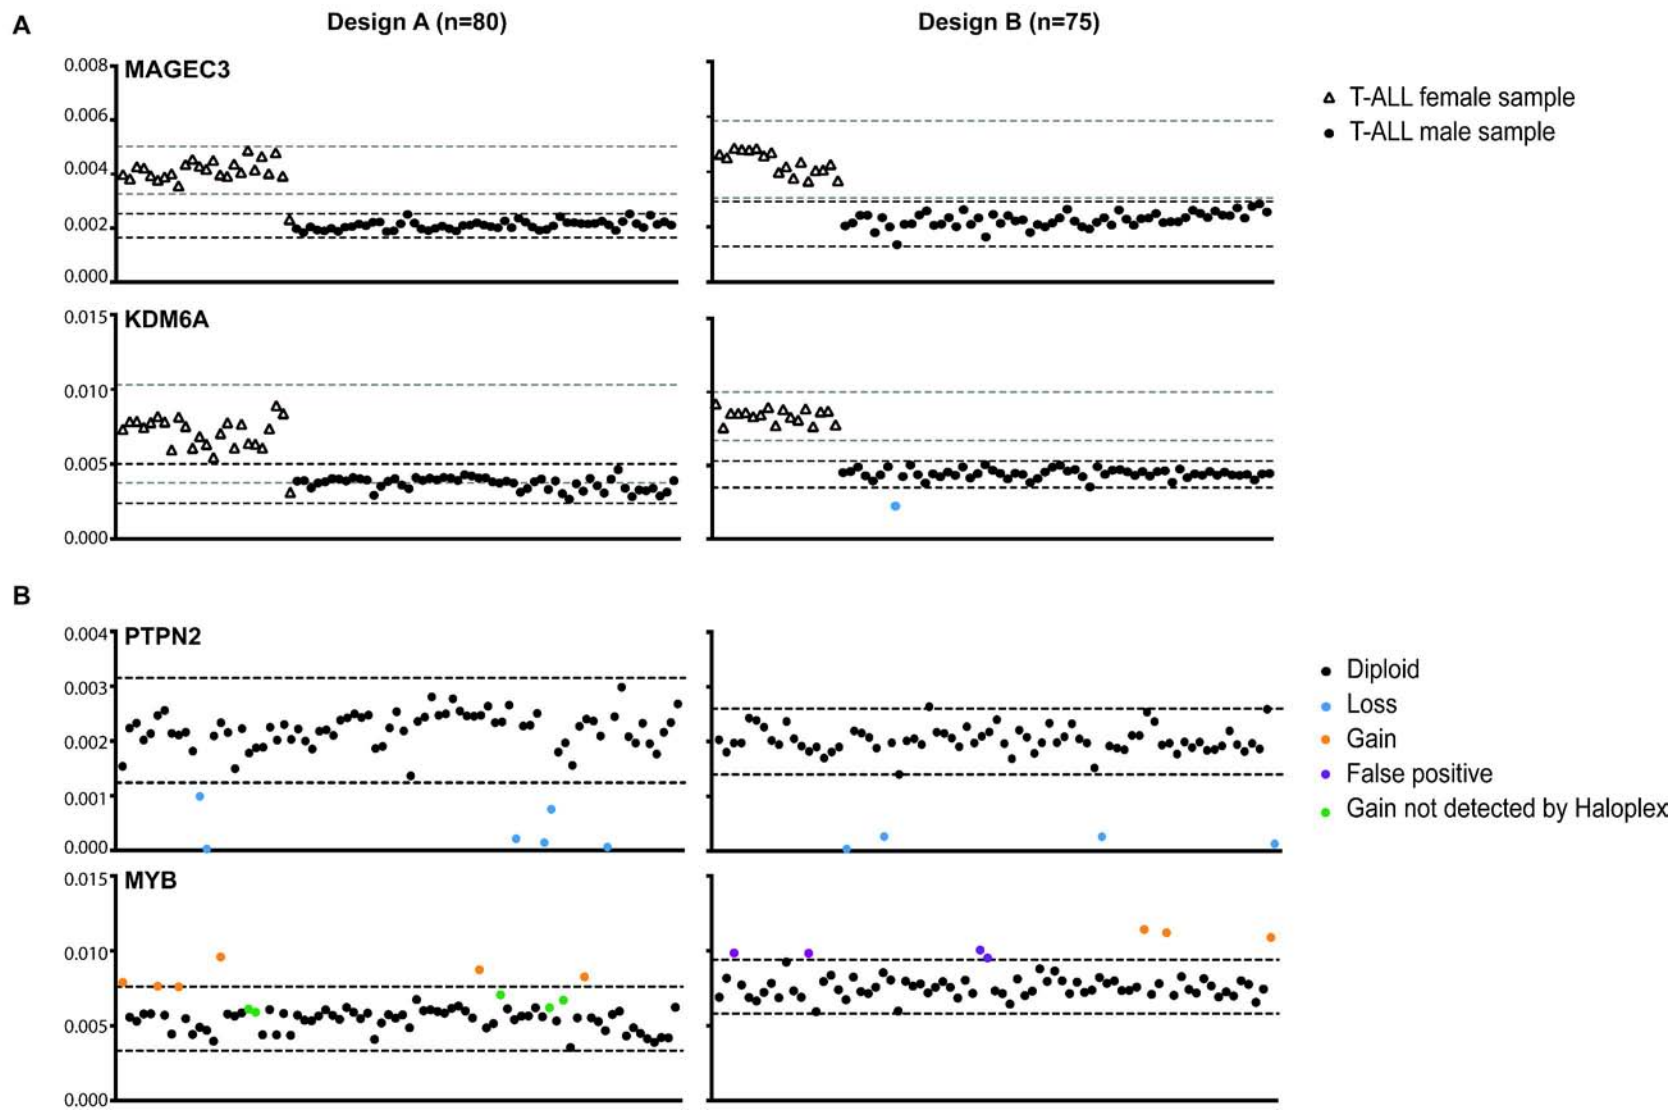 A
Design A (n=80)
Design B (n=75)
MAGEC3
0.008
0.006
0.004
0.002
0.000
T-ALL female sample
T-ALL male sample
KDM6A
0.015
0.010
0.005
0.000
B
PTPN2
0.004
0.003
0.002
0.001
0.000
Diploid
Loss
Gain
False positive
Gain not detected by Haloplex
MYB
0.015
0.010
0.005
0.000